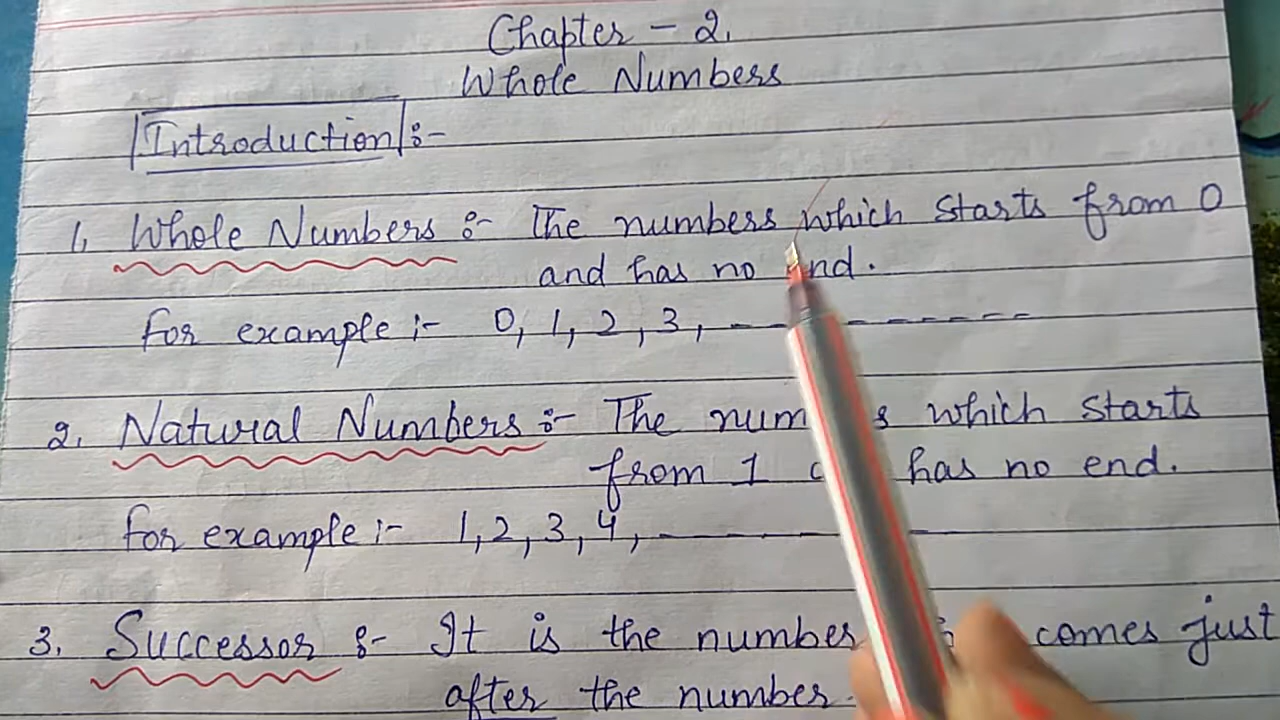 Chapter - 2.
Whole Numbers
Introduction :-
1. Whole Numbers :- The numbers which starts from 0
and has no end.
For example :- 0, 1, 2, 3, ----------
2. Natural Numbers :- The which starts
from 1 has no end.
For example :- 1, 2, 3, 4, ----------
3. Successor :- It is the number comes just
after the number